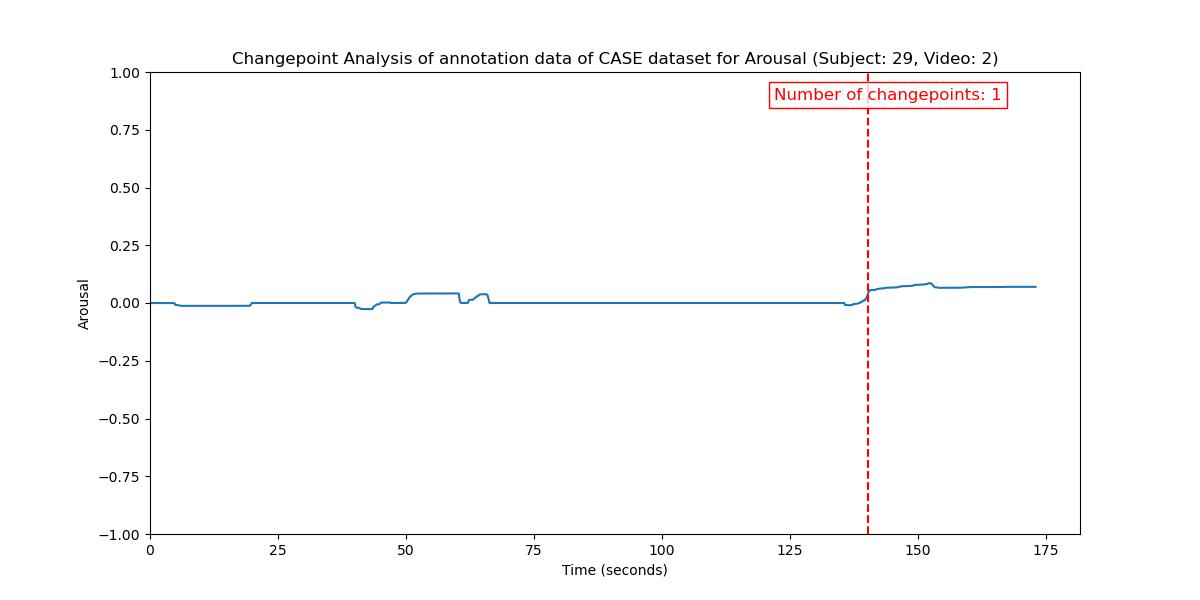 Changepoint Analysis of annotation data of CASE dataset for Arousal (Subject: 29, Video: 2)
Number of changepoints: 1
1.00
0.75
0.50
0.25
0.00
−0.25
−0.50
−0.75
−1.00
Arousal
0 25 50 75 100 125 150 175
Time (seconds)